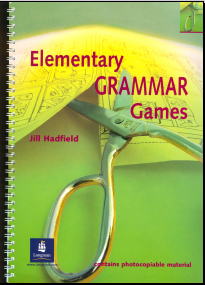 Elementary
GRAMMAR
Games
Jill Hadfield
Longman
contains photocopiable material